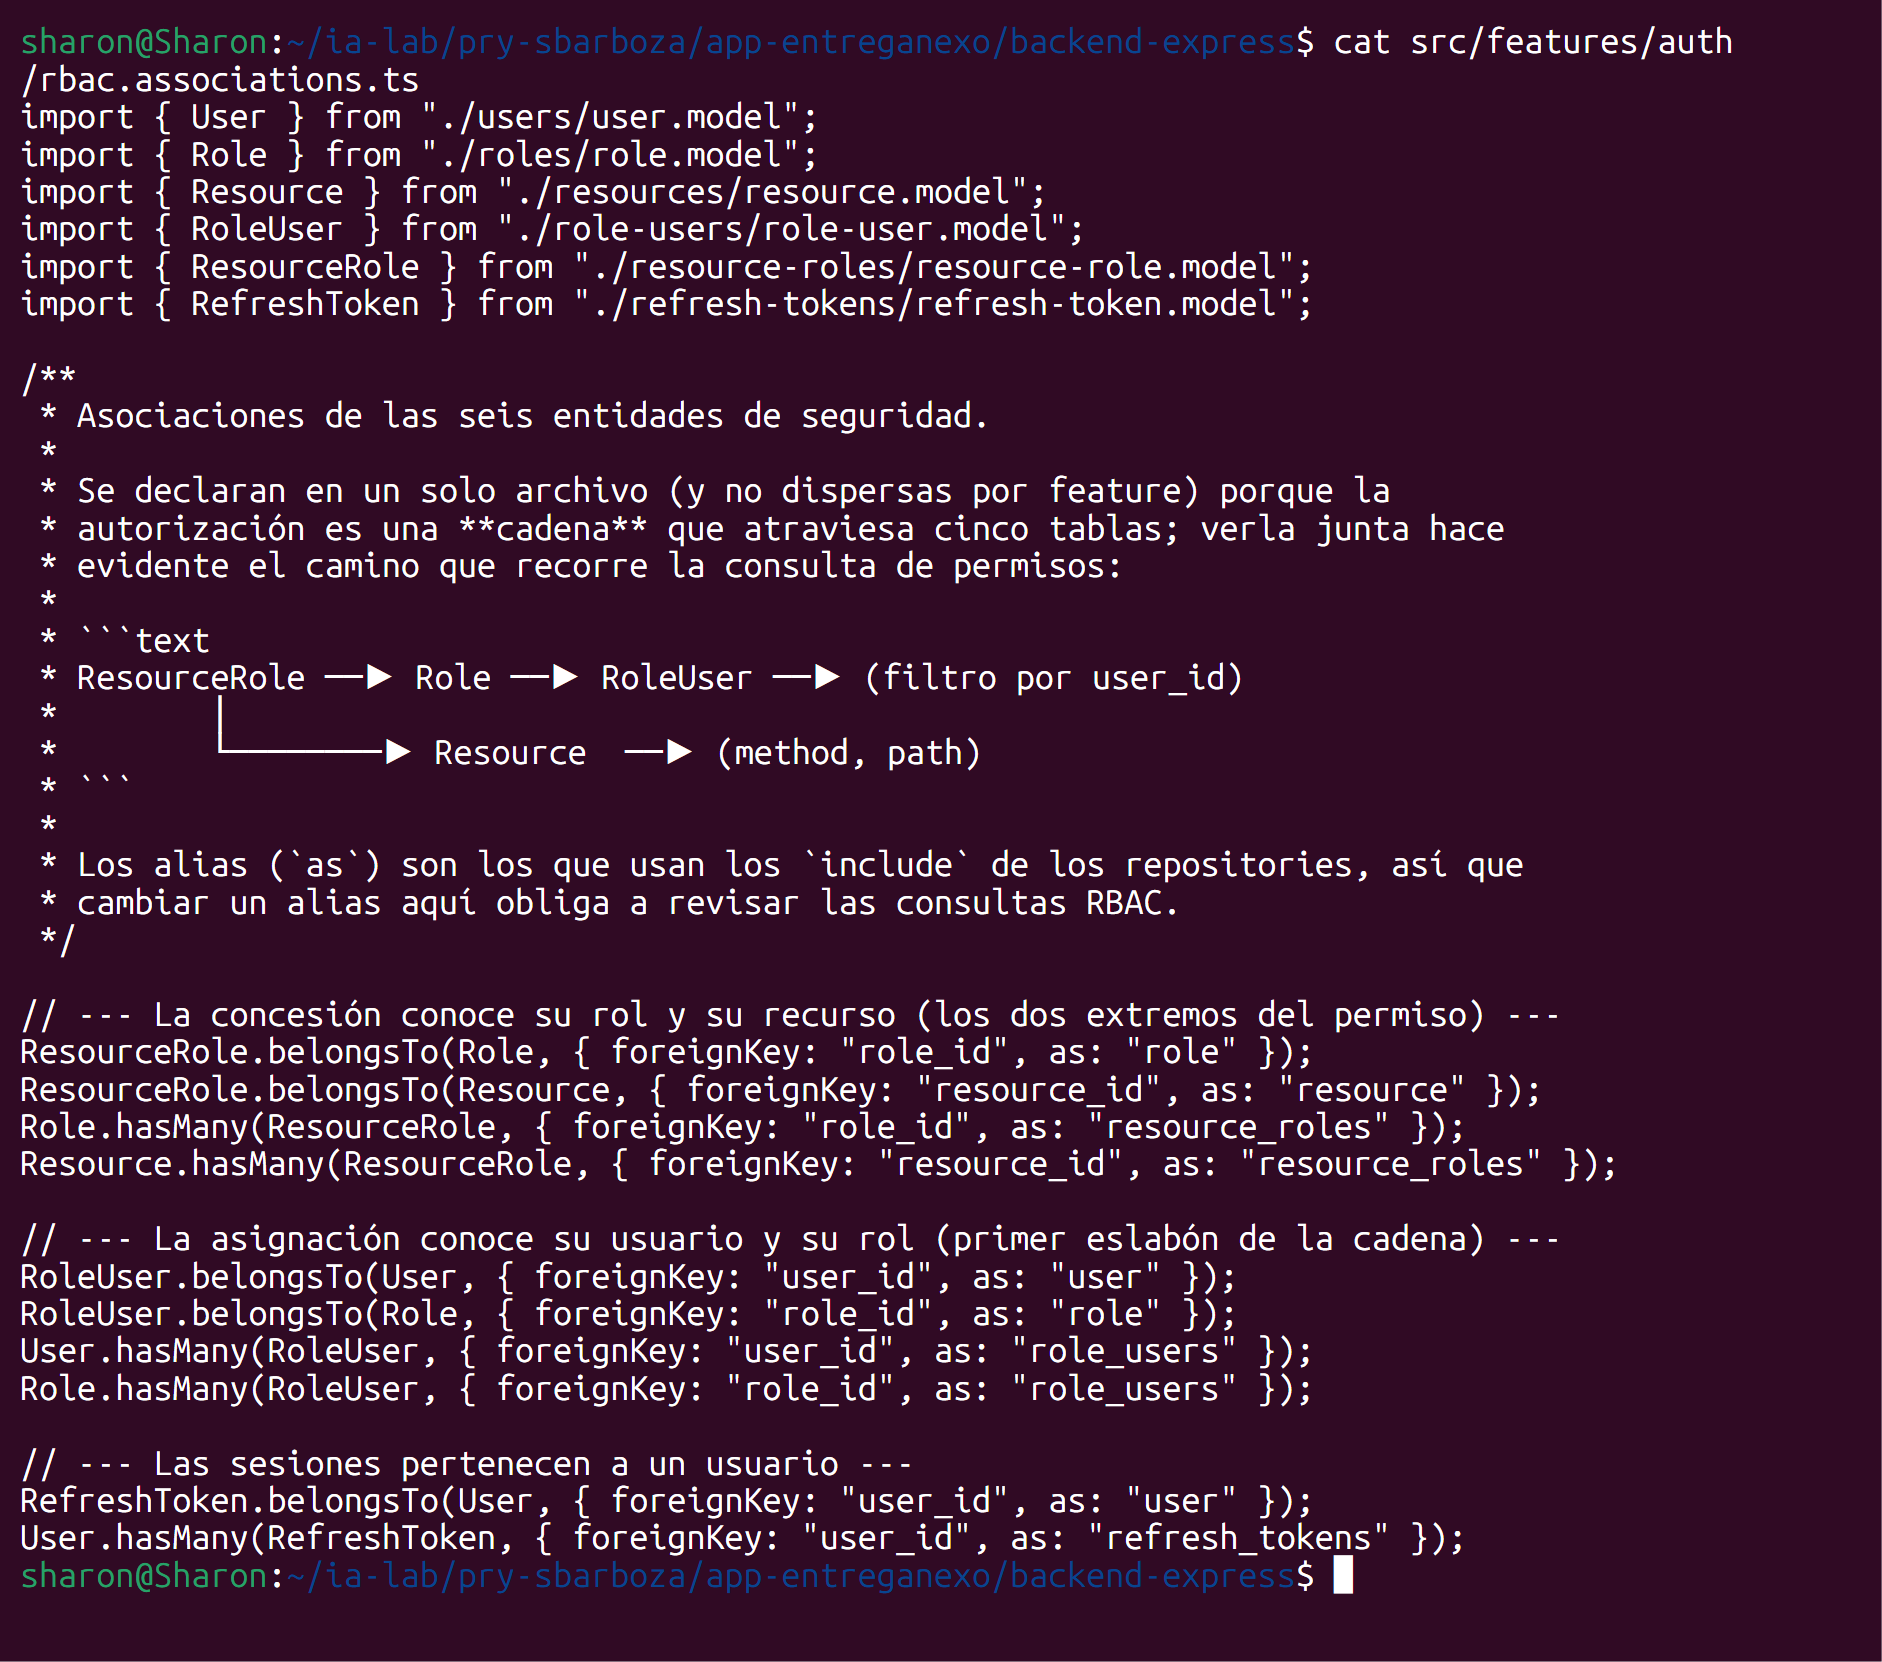 sharon@Sharon:~/ia-lab/pry-sbarboza/app-entreganexo/backend-express$ cat src/features/auth
/rbac.associations.ts
import { User } from "./users/user.model";
import { Role } from "./roles/role.model";
import { Resource } from "./resources/resource.model";
import { RoleUser } from "./role-users/role-user.model";
import { ResourceRole } from "./resource-roles/resource-role.model";
import { RefreshToken } from "./refresh-tokens/refresh-token.model";

/**
 * Asociaciones de las seis entidades de seguridad.
 *
 * Se declaran en un solo archivo (y no dispersas por feature) porque la
 * autorización es una **cadena** que atraviesa cinco tablas; verla junta hace
 * evidente el camino que recorre la consulta de permisos:
 *
 * ```text
 * ResourceRole ──► Role ──► RoleUser ──► (filtro por user_id)
 *        │
 *        └────────► Resource  ──► (method, path)
 * ```
 *
 * Los alias (`as`) son los que usan los `include` de los repositories, así que
 * cambiar un alias aquí obliga a revisar las consultas RBAC.
 */

// --- La concesión conoce su rol y su recurso (los dos extremos del permiso) ---
ResourceRole.belongsTo(Role, { foreignKey: "role_id", as: "role" });
ResourceRole.belongsTo(Resource, { foreignKey: "resource_id", as: "resource" });
Role.hasMany(ResourceRole, { foreignKey: "role_id", as: "resource_roles" });
Resource.hasMany(ResourceRole, { foreignKey: "resource_id", as: "resource_roles" });

// --- La asignación conoce su usuario y su rol (primer eslabón de la cadena) ---
RoleUser.belongsTo(User, { foreignKey: "user_id", as: "user" });
RoleUser.belongsTo(Role, { foreignKey: "role_id", as: "role" });
User.hasMany(RoleUser, { foreignKey: "user_id", as: "role_users" });
Role.hasMany(RoleUser, { foreignKey: "role_id", as: "role_users" });

// --- Las sesiones pertenecen a un usuario ---
RefreshToken.belongsTo(User, { foreignKey: "user_id", as: "user" });
User.hasMany(RefreshToken, { foreignKey: "user_id", as: "refresh_tokens" });
sharon@Sharon:~/ia-lab/pry-sbarboza/app-entreganexo/backend-express$